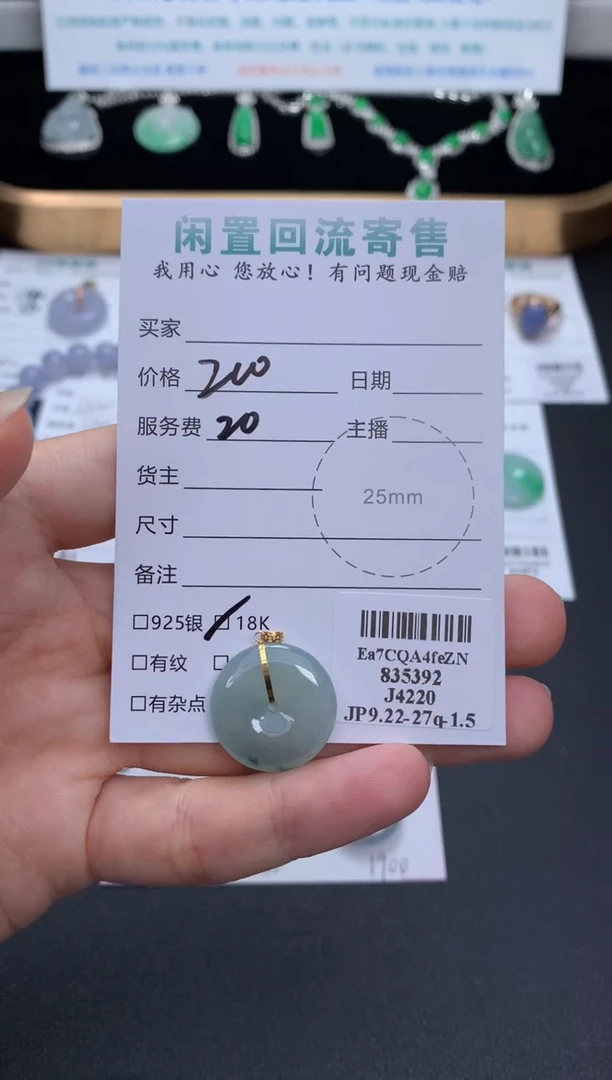 闲置回流寄售
我用心 您放心！有问题现金赔
买家
价格 200 日期
服务费 20 主播
货主
25mm
尺寸
备注
□925银 □18K
□有纹 □
□有杂点
Ea7CQA4feZN
835392
J4220
JP9.22-27q-1.5
1900